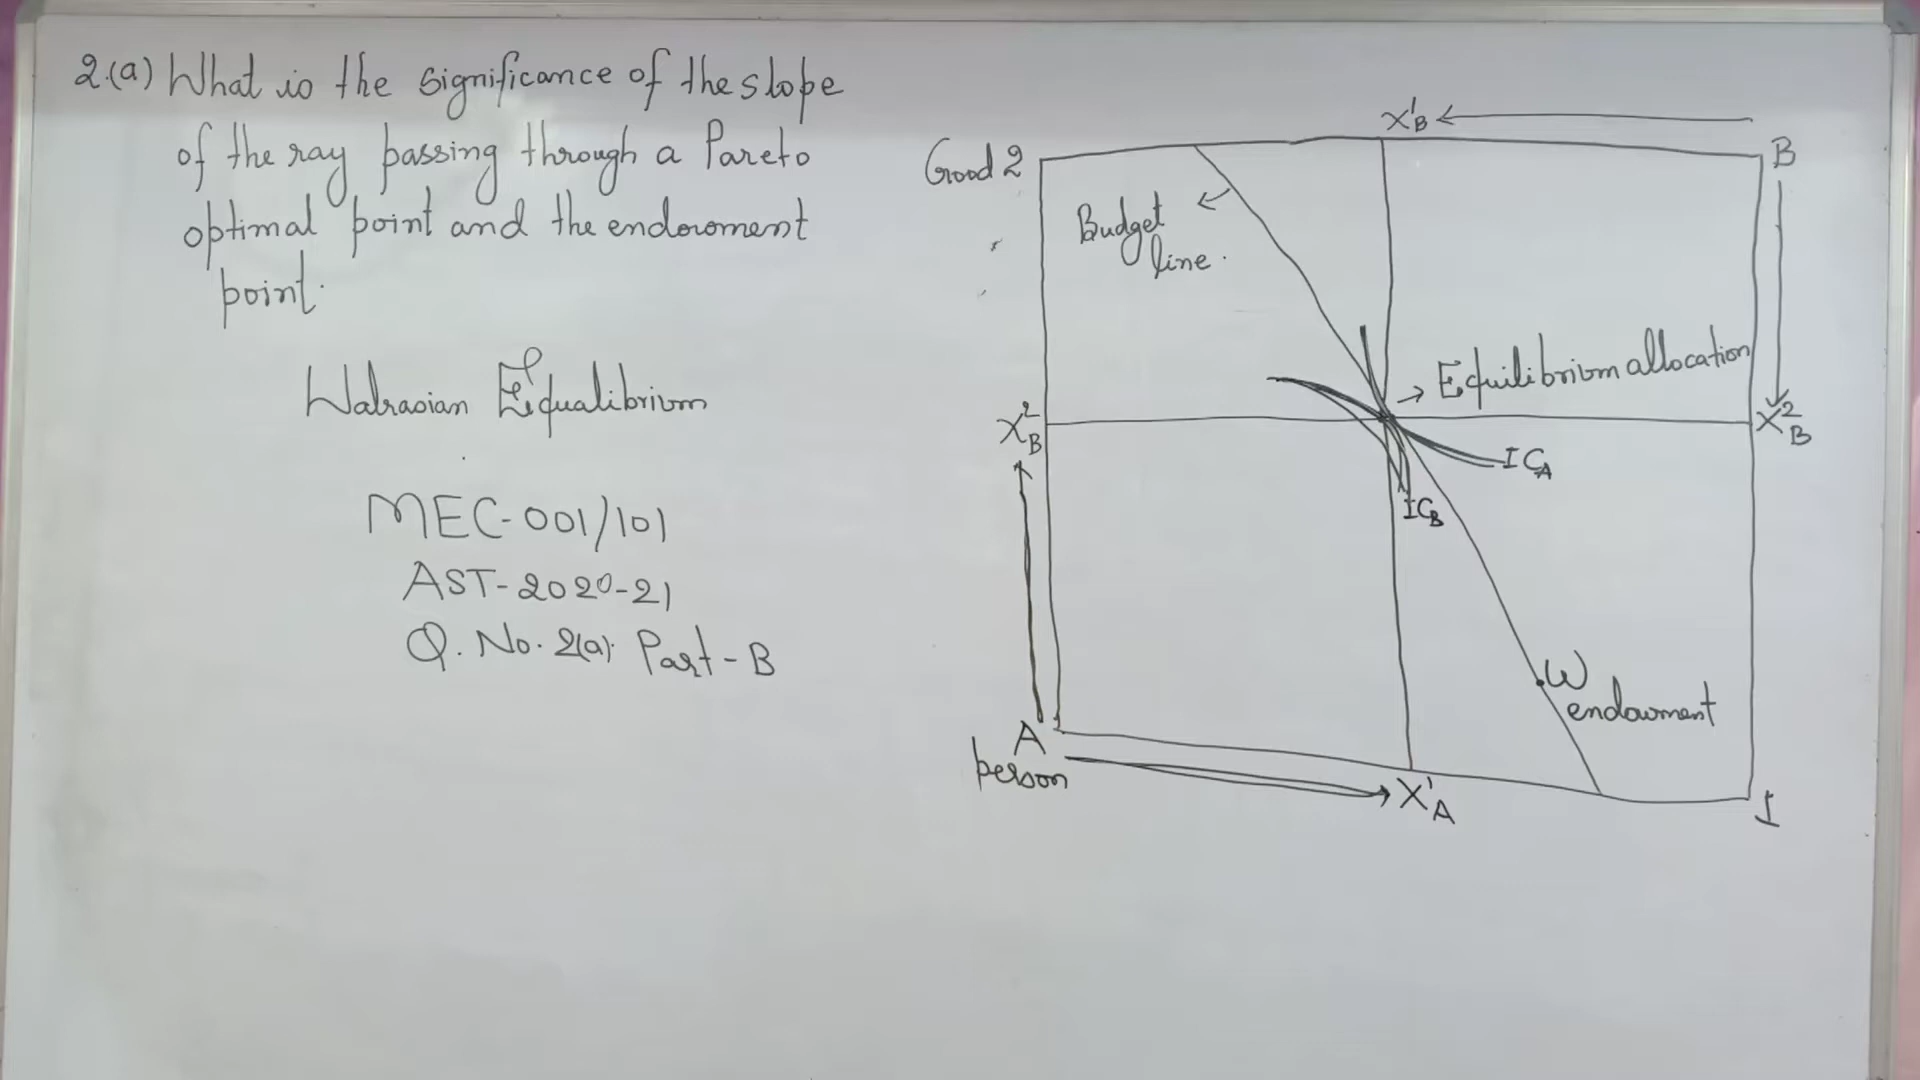 2.(a) What is the significance of the slope
of the ray passing through a Pareto
optimal point and the endowment
point.
Walrasian Equalibrium
MEC-001/101
AST-2020-21
Q. No. 2(a). Part-B
X¹B
Good 2
B
Budget
line.
Equilibrium allocation
X²B
X²B
ICA
ICB
W
endowment
A
person
X¹A
1